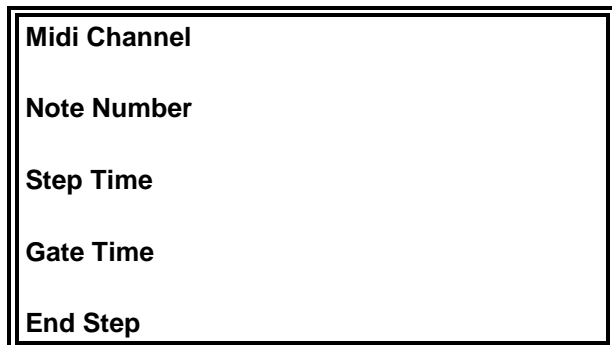 Midi Channel
Note Number
Step Time
Gate Time
End Step